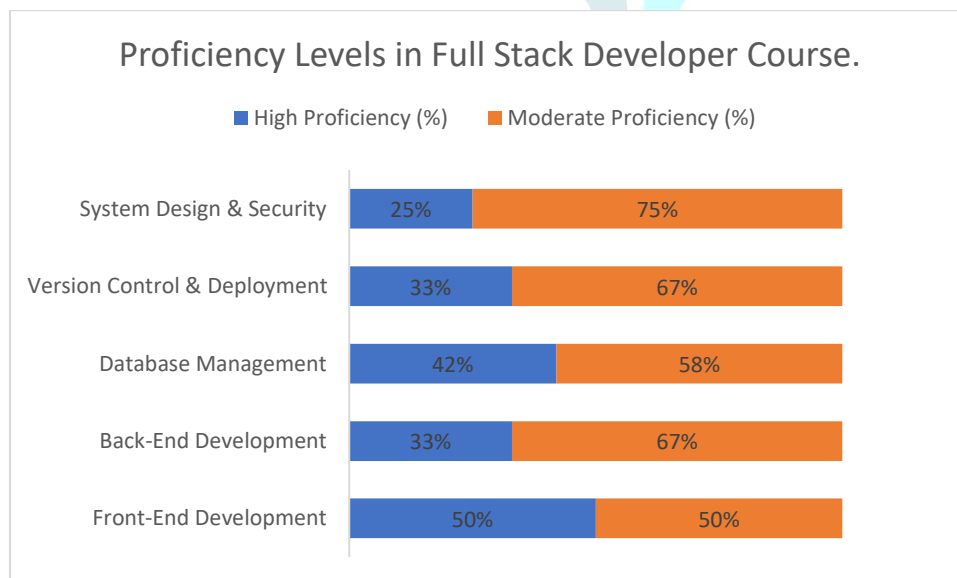 Proficiency Levels in Full Stack Developer Course.
High Proficiency (%) Moderate Proficiency (%)
System Design & Security 25% 75%
Version Control & Deployment 33% 67%
Database Management 42% 58%
Back-End Development 33% 67%
Front-End Development 50% 50%